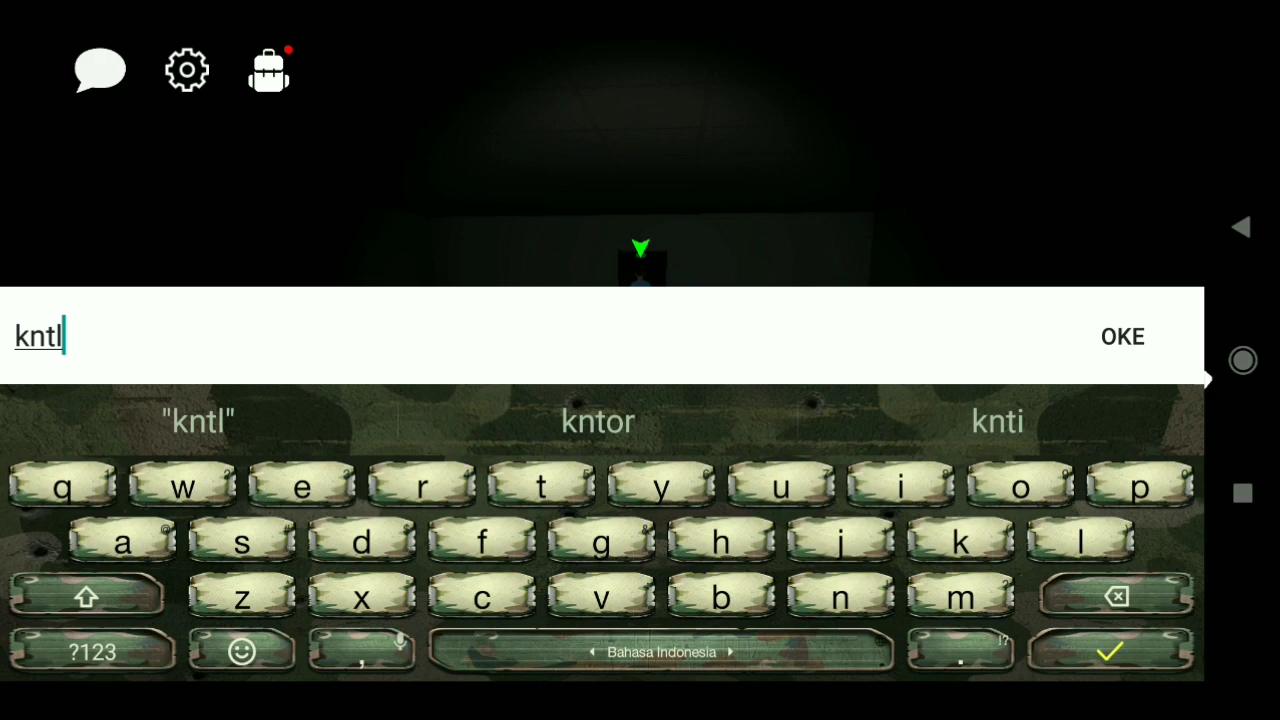 kntl
OKE
"kntl" kntor knti
q w e r t y u i o p
a s d f g h j k l
z x c v b n m
?123 , Bahasa Indonesia . !?